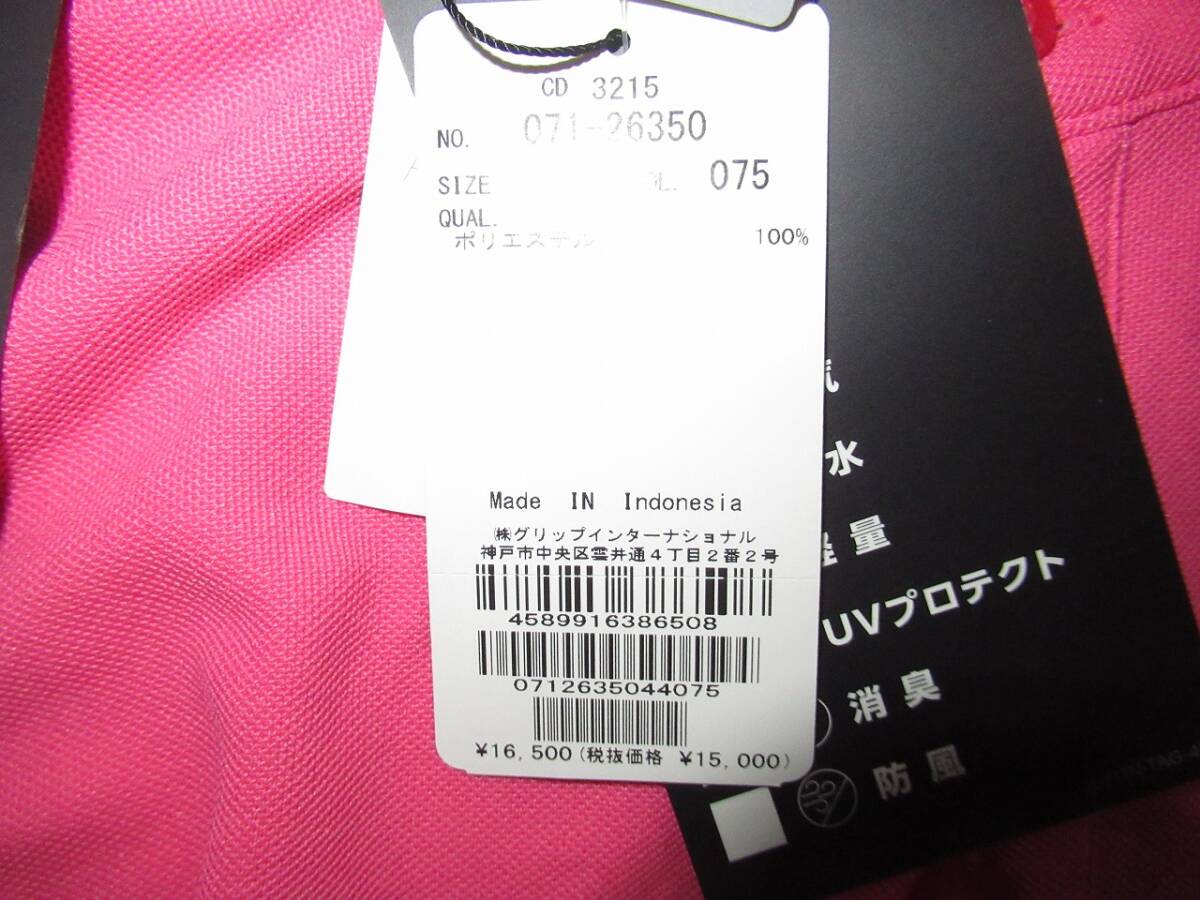 CD 3215
NO. 071-26350
SIZE 075
QUAL.
ポリエステル 100%
Made IN Indonesia
㈱グリップインターナショナル
神戸市中央区雲井通4丁目2番2号
4589916386508
0712635044075
¥16,500(税抜価格 ¥15,000)
水
軽量
UVプロテクト
消臭
防風